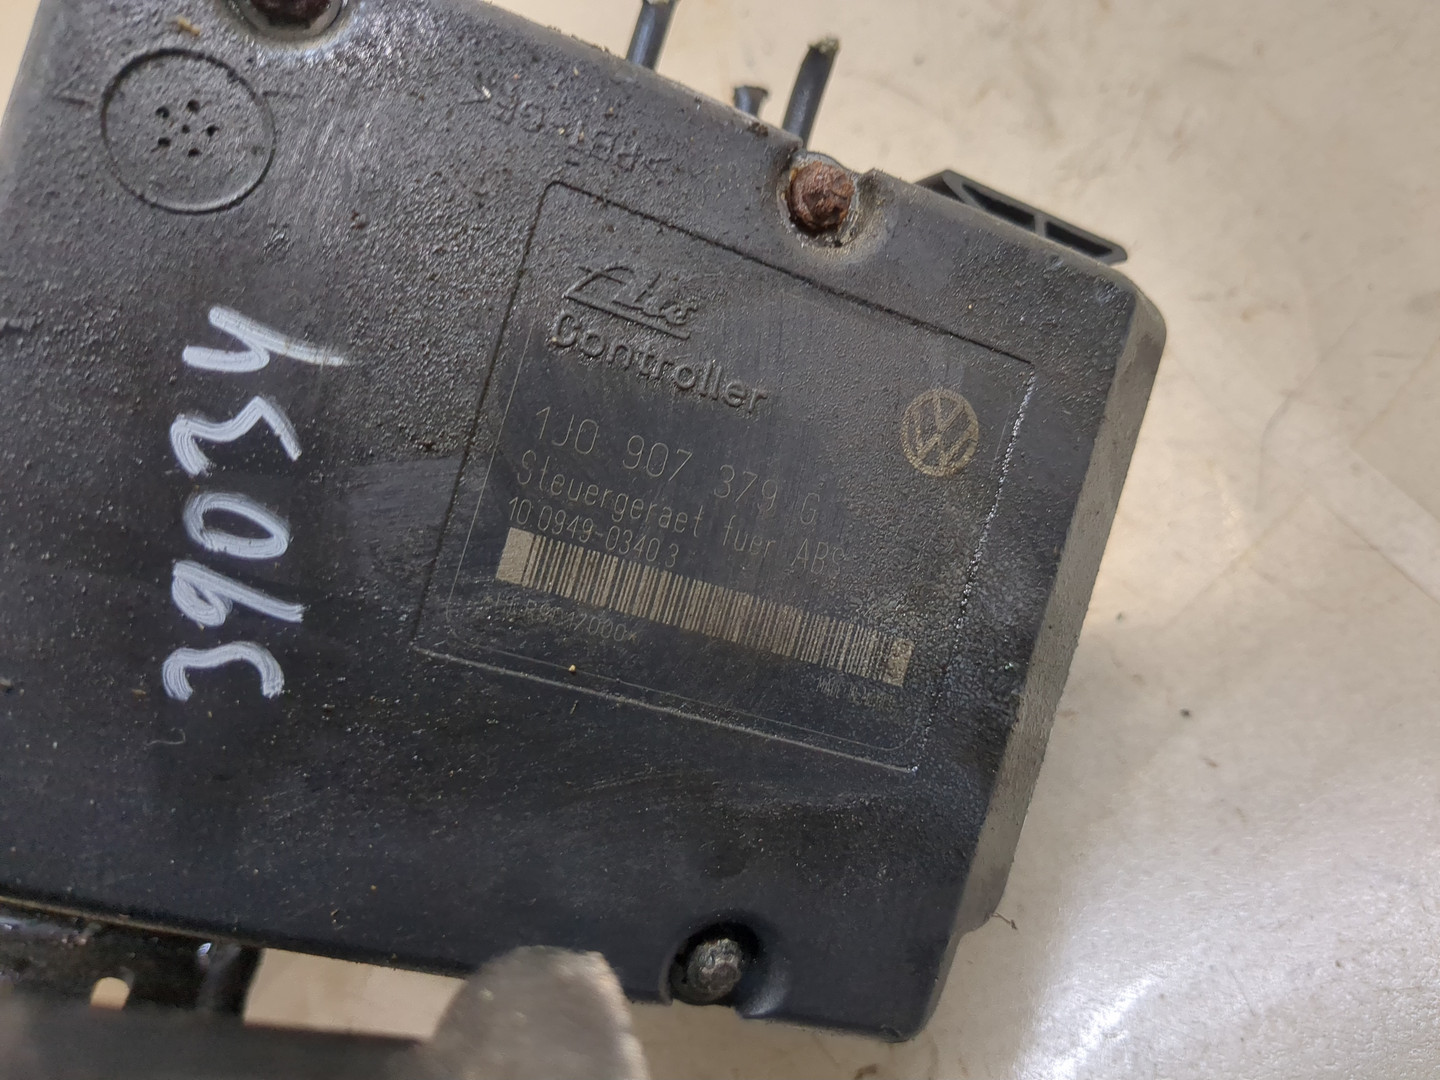 39034
Ate
Controller
1J0 907 379 G
Steuergeraet fuer ABS
10.0949-0340.3